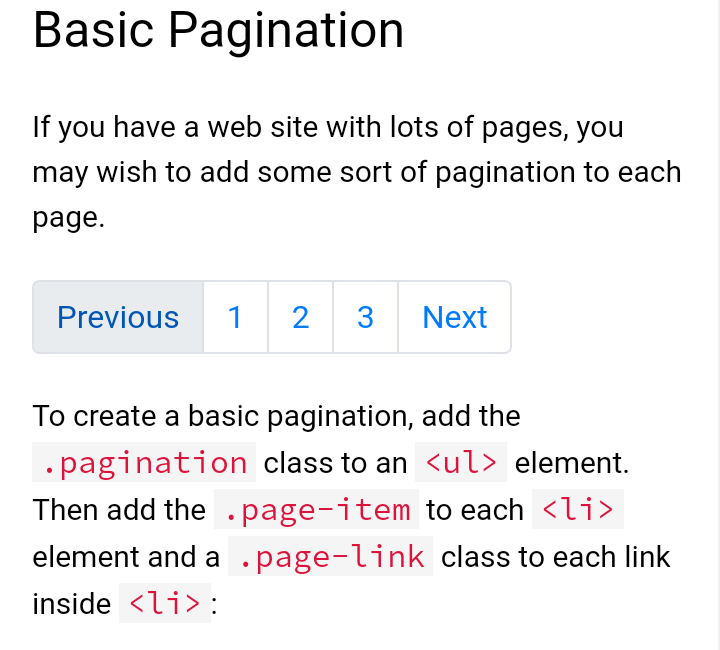 Basic Pagination
If you have a web site with lots of pages, you
may wish to add some sort of pagination to each
page.
Previous 1 2 3 Next
To create a basic pagination, add the
.pagination class to an <ul> element.
Then add the .page-item to each <li>
element and a .page-link class to each link
inside <li> :